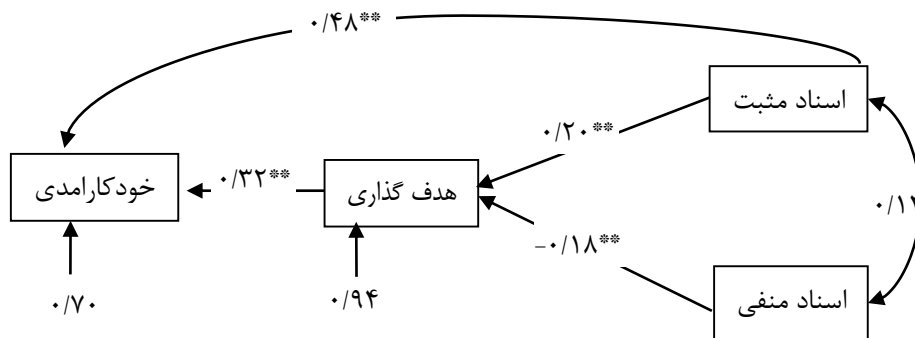 ۰/۴۸**
اسناد مثبت
۰/۲۰**
خودکارامدی
۰/۳۲**
هدف گذاری
-۰/۱۸**
۰/۷۰
۰/۹۴
اسناد منفی